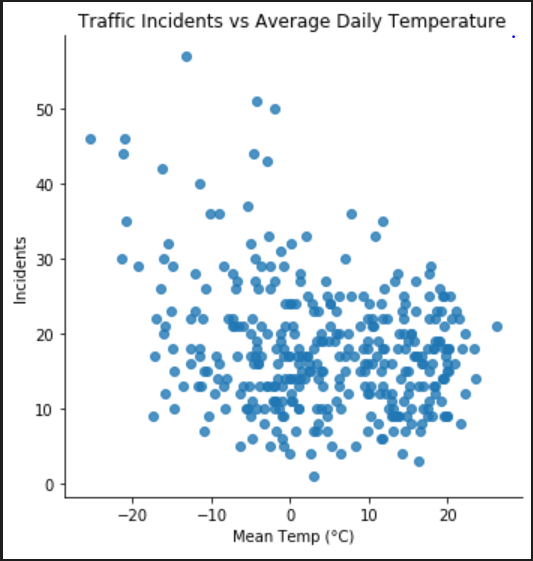 Traffic Incidents vs Average Daily Temperature
50
40
30
20
10
0
Incidents
−20 −10 0 10 20
Mean Temp (°C)